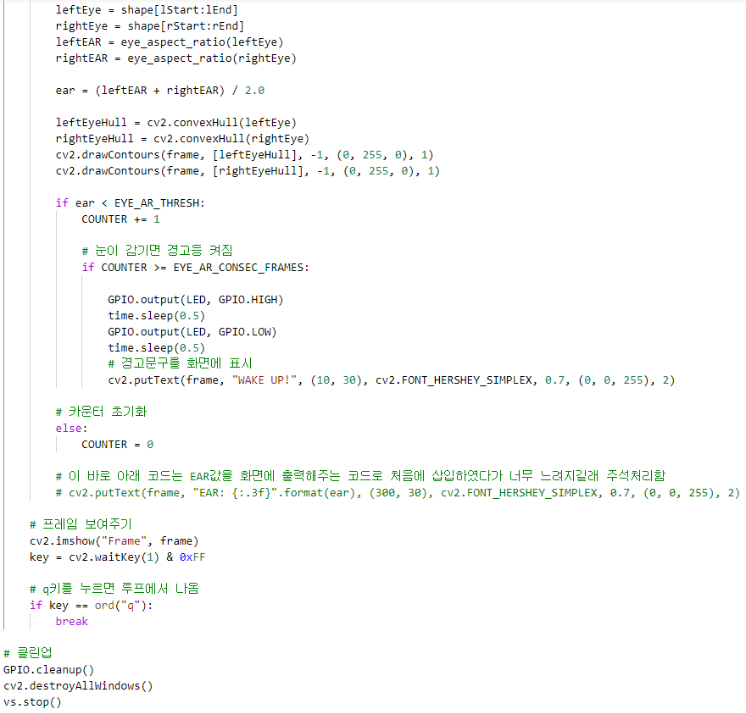 leftEye = shape[lStart:lEnd]
rightEye = shape[rStart:rEnd]
leftEAR = eye_aspect_ratio(leftEye)
rightEAR = eye_aspect_ratio(rightEye)
ear = (leftEAR + rightEAR) / 2.0
leftEyeHull = cv2.convexHull(leftEye)
rightEyeHull = cv2.convexHull(rightEye)
cv2.drawContours(frame, [leftEyeHull], -1, (0, 255, 0), 1)
cv2.drawContours(frame, [rightEyeHull], -1, (0, 255, 0), 1)
if ear < EYE_AR_THRESH:
COUNTER += 1
# 눈이 감기면 경고등 켜짐
if COUNTER >= EYE_AR_CONSEC_FRAMES:
GPIO.output(LED, GPIO.HIGH)
time.sleep(0.5)
GPIO.output(LED, GPIO.LOW)
time.sleep(0.5)
# 경고문구를 화면에 표시
cv2.putText(frame, "WAKE UP!", (10, 30), cv2.FONT_HERSHEY_SIMPLEX, 0.7, (0, 0, 255), 2)
# 카운터 초기화
else:
COUNTER = 0
# 이 바로 아래 코드는 EAR값을 화면에 출력해주는 코드로 처음에 삽입하였다가 너무 느려지길래 주석처리함
# cv2.putText(frame, "EAR: {:.3f}".format(ear), (300, 30), cv2.FONT_HERSHEY_SIMPLEX, 0.7, (0, 0, 255), 2)
# 프레임 보여주기
cv2.imshow("Frame", frame)
key = cv2.waitKey(1) & 0xFF
# q키를 누르면 루프에서 나옴
if key == ord("q"):
break
# 클린업
GPIO.cleanup()
cv2.destroyAllWindows()
vs.stop()